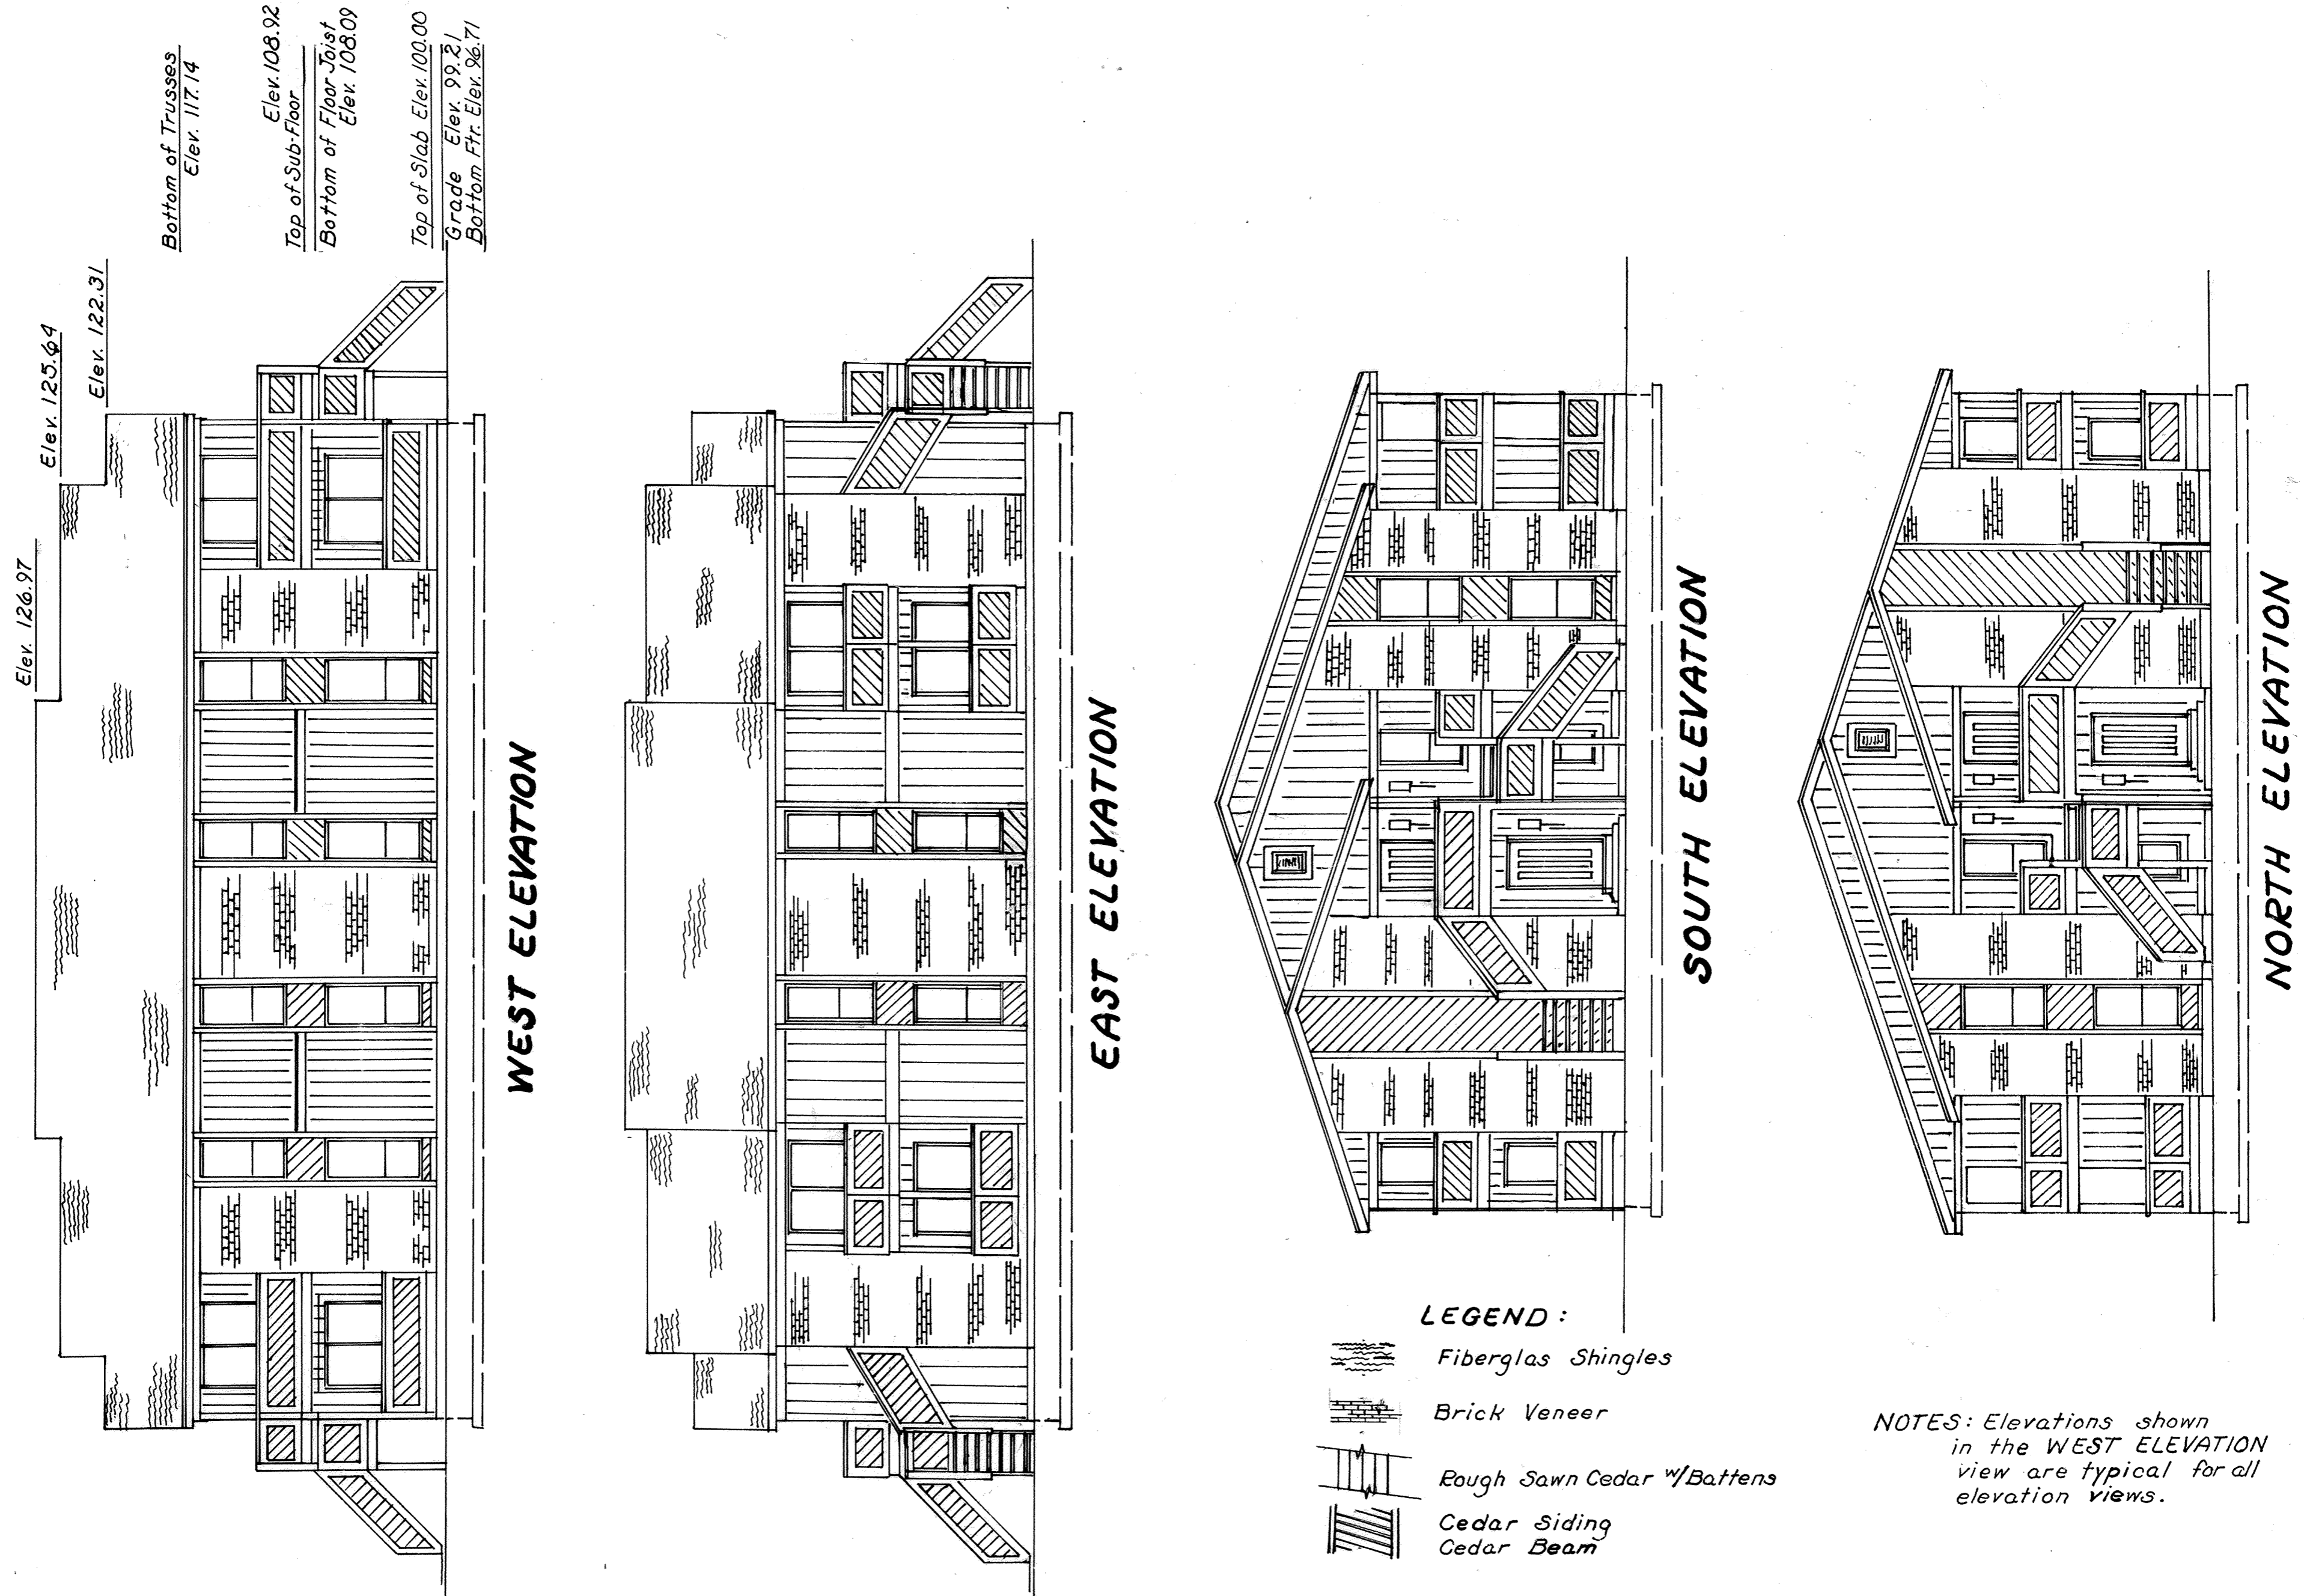 Elev. 126.97
Elev. 125.64
Elev. 122.31
Bottom of Trusses
Elev. 117.14
Elev. 108.92
Top of Sub-Floor
Bottom of Floor Joist
Elev. 108.09
Top of Slab Elev. 100.00
Grade Elev. 99.21
Bottom Ftr. Elev. 96.71
WEST ELEVATION
EAST ELEVATION
SOUTH ELEVATION
NORTH ELEVATION
LEGEND:
Fiberglas Shingles
Brick Veneer
Rough Sawn Cedar w/Battens
Cedar Siding
Cedar Beam
NOTES: Elevations shown
in the WEST ELEVATION
view are typical for all
elevation views.